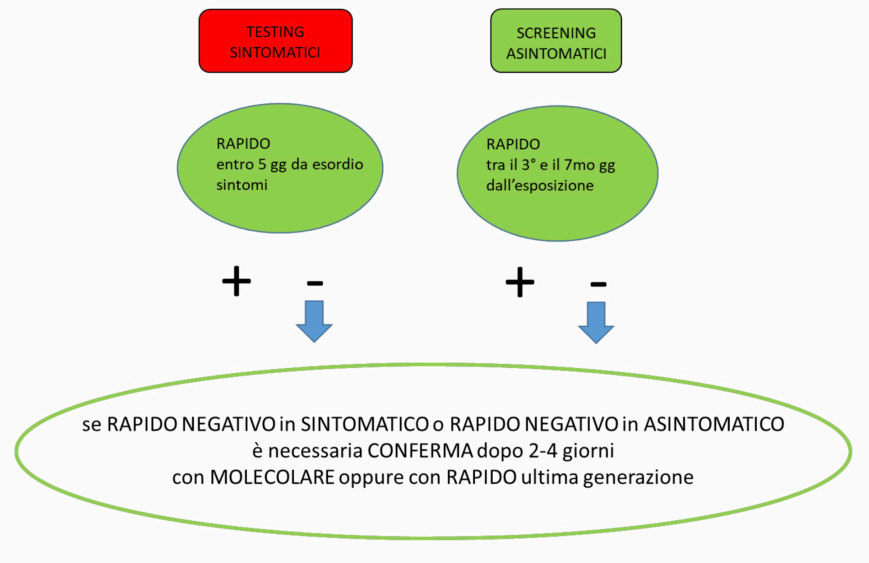 TESTING
SINTOMATICI
SCREENING
ASINTOMATICI
RAPIDO
entro 5 gg da esordio
sintomi
RAPIDO
tra il 3° e il 7mo gg
dall’esposizione
+ -
+ -
se RAPIDO NEGATIVO in SINTOMATICO o RAPIDO NEGATIVO in ASINTOMATICO
è necessaria CONFERMA dopo 2-4 giorni
con MOLECOLARE oppure con RAPIDO ultima generazione